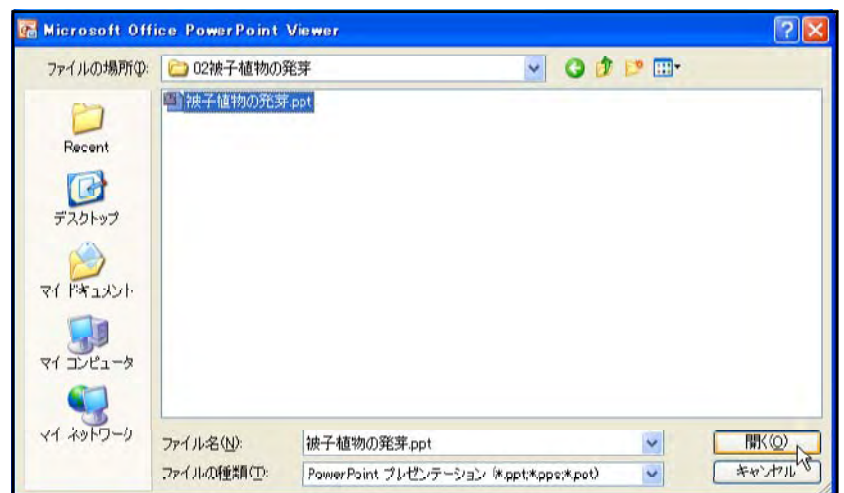 Microsoft Office PowerPoint Viewer
ファイルの場所(I): 02被子植物の発芽
被子植物の発芽.ppt
Recent
デスクトップ
マイ ドキュメント
マイ コンピュータ
マイ ネットワーク
ファイル名(N): 被子植物の発芽.ppt 開く(O)
ファイルの種類(T): PowerPoint プレゼンテーション (*.ppt;*.pps;*.pot) キャンセル